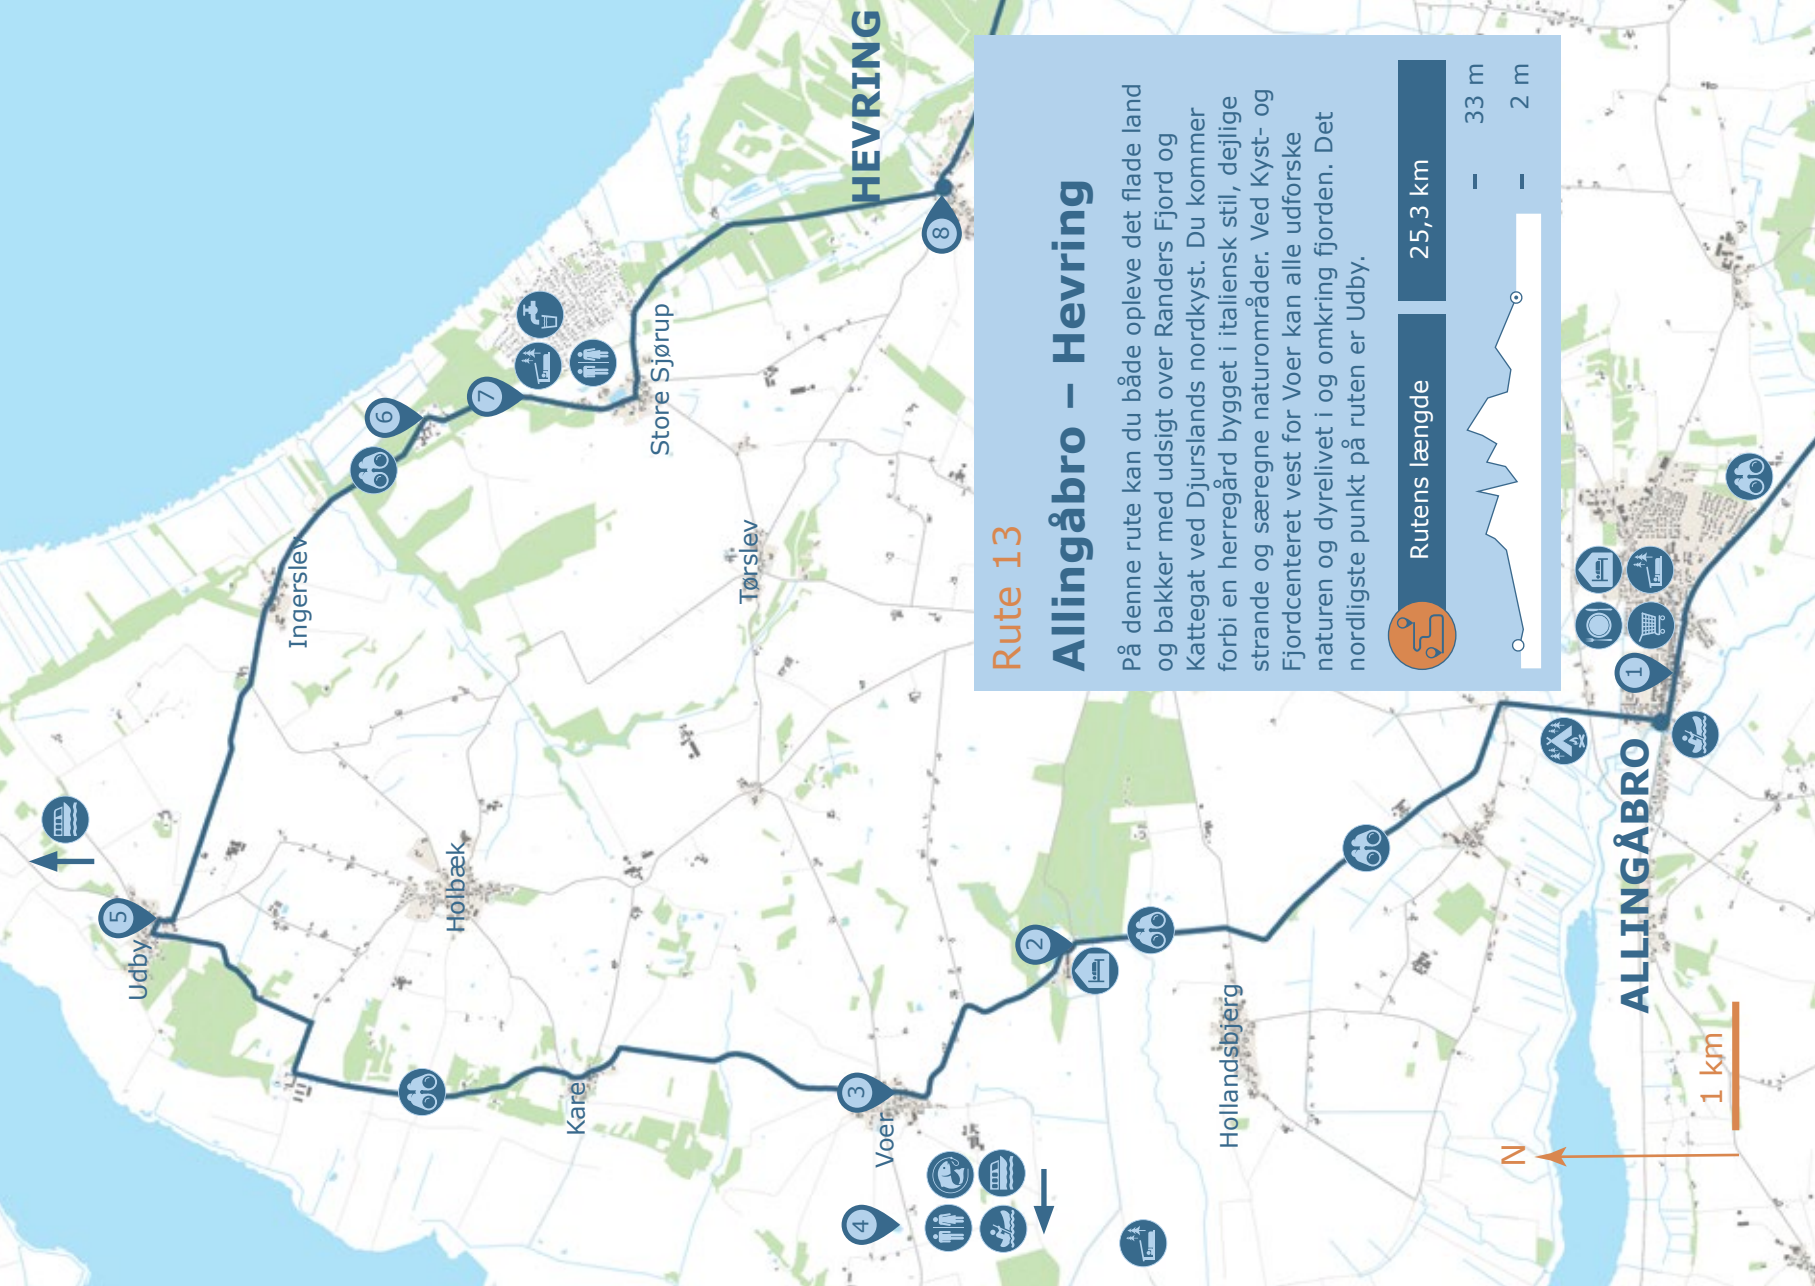 Rute 13
Allingåbro – Hevring
På denne rute kan du både opleve det flade land
og bakker med udsigt over Randers Fjord og
Kattegat ved Djurslands nordkyst. Du kommer
forbi en herregård bygget i italiensk stil, dejlige
strande og særegne naturområder. Ved Kyst- og
Fjordcenteret vest for Voer kan alle udforske
naturen og dyrelivet i og omkring fjorden. Det
nordligste punkt på ruten er Udby.
Rutens længde
25,3 km
33 m
2 m
HEVRING
8
Store Sjørup
7
6
Ingerslev
Tørslev
5
Udby
Holbæk
Kare
3
Voer
4
2
Hollandsbjerg
1
ALLINGÅBRO
N
1 km